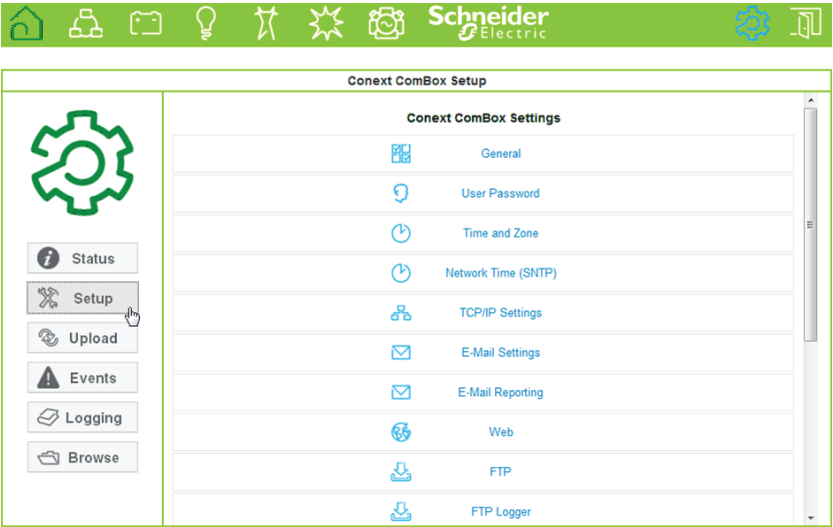 Schneider
Electric
Conext ComBox Setup
Conext ComBox Settings
General
User Password
Time and Zone
Network Time (SNTP)
TCP/IP Settings
E-Mail Settings
E-Mail Reporting
Web
FTP
FTP Logger
Status
Setup
Upload
Events
Logging
Browse